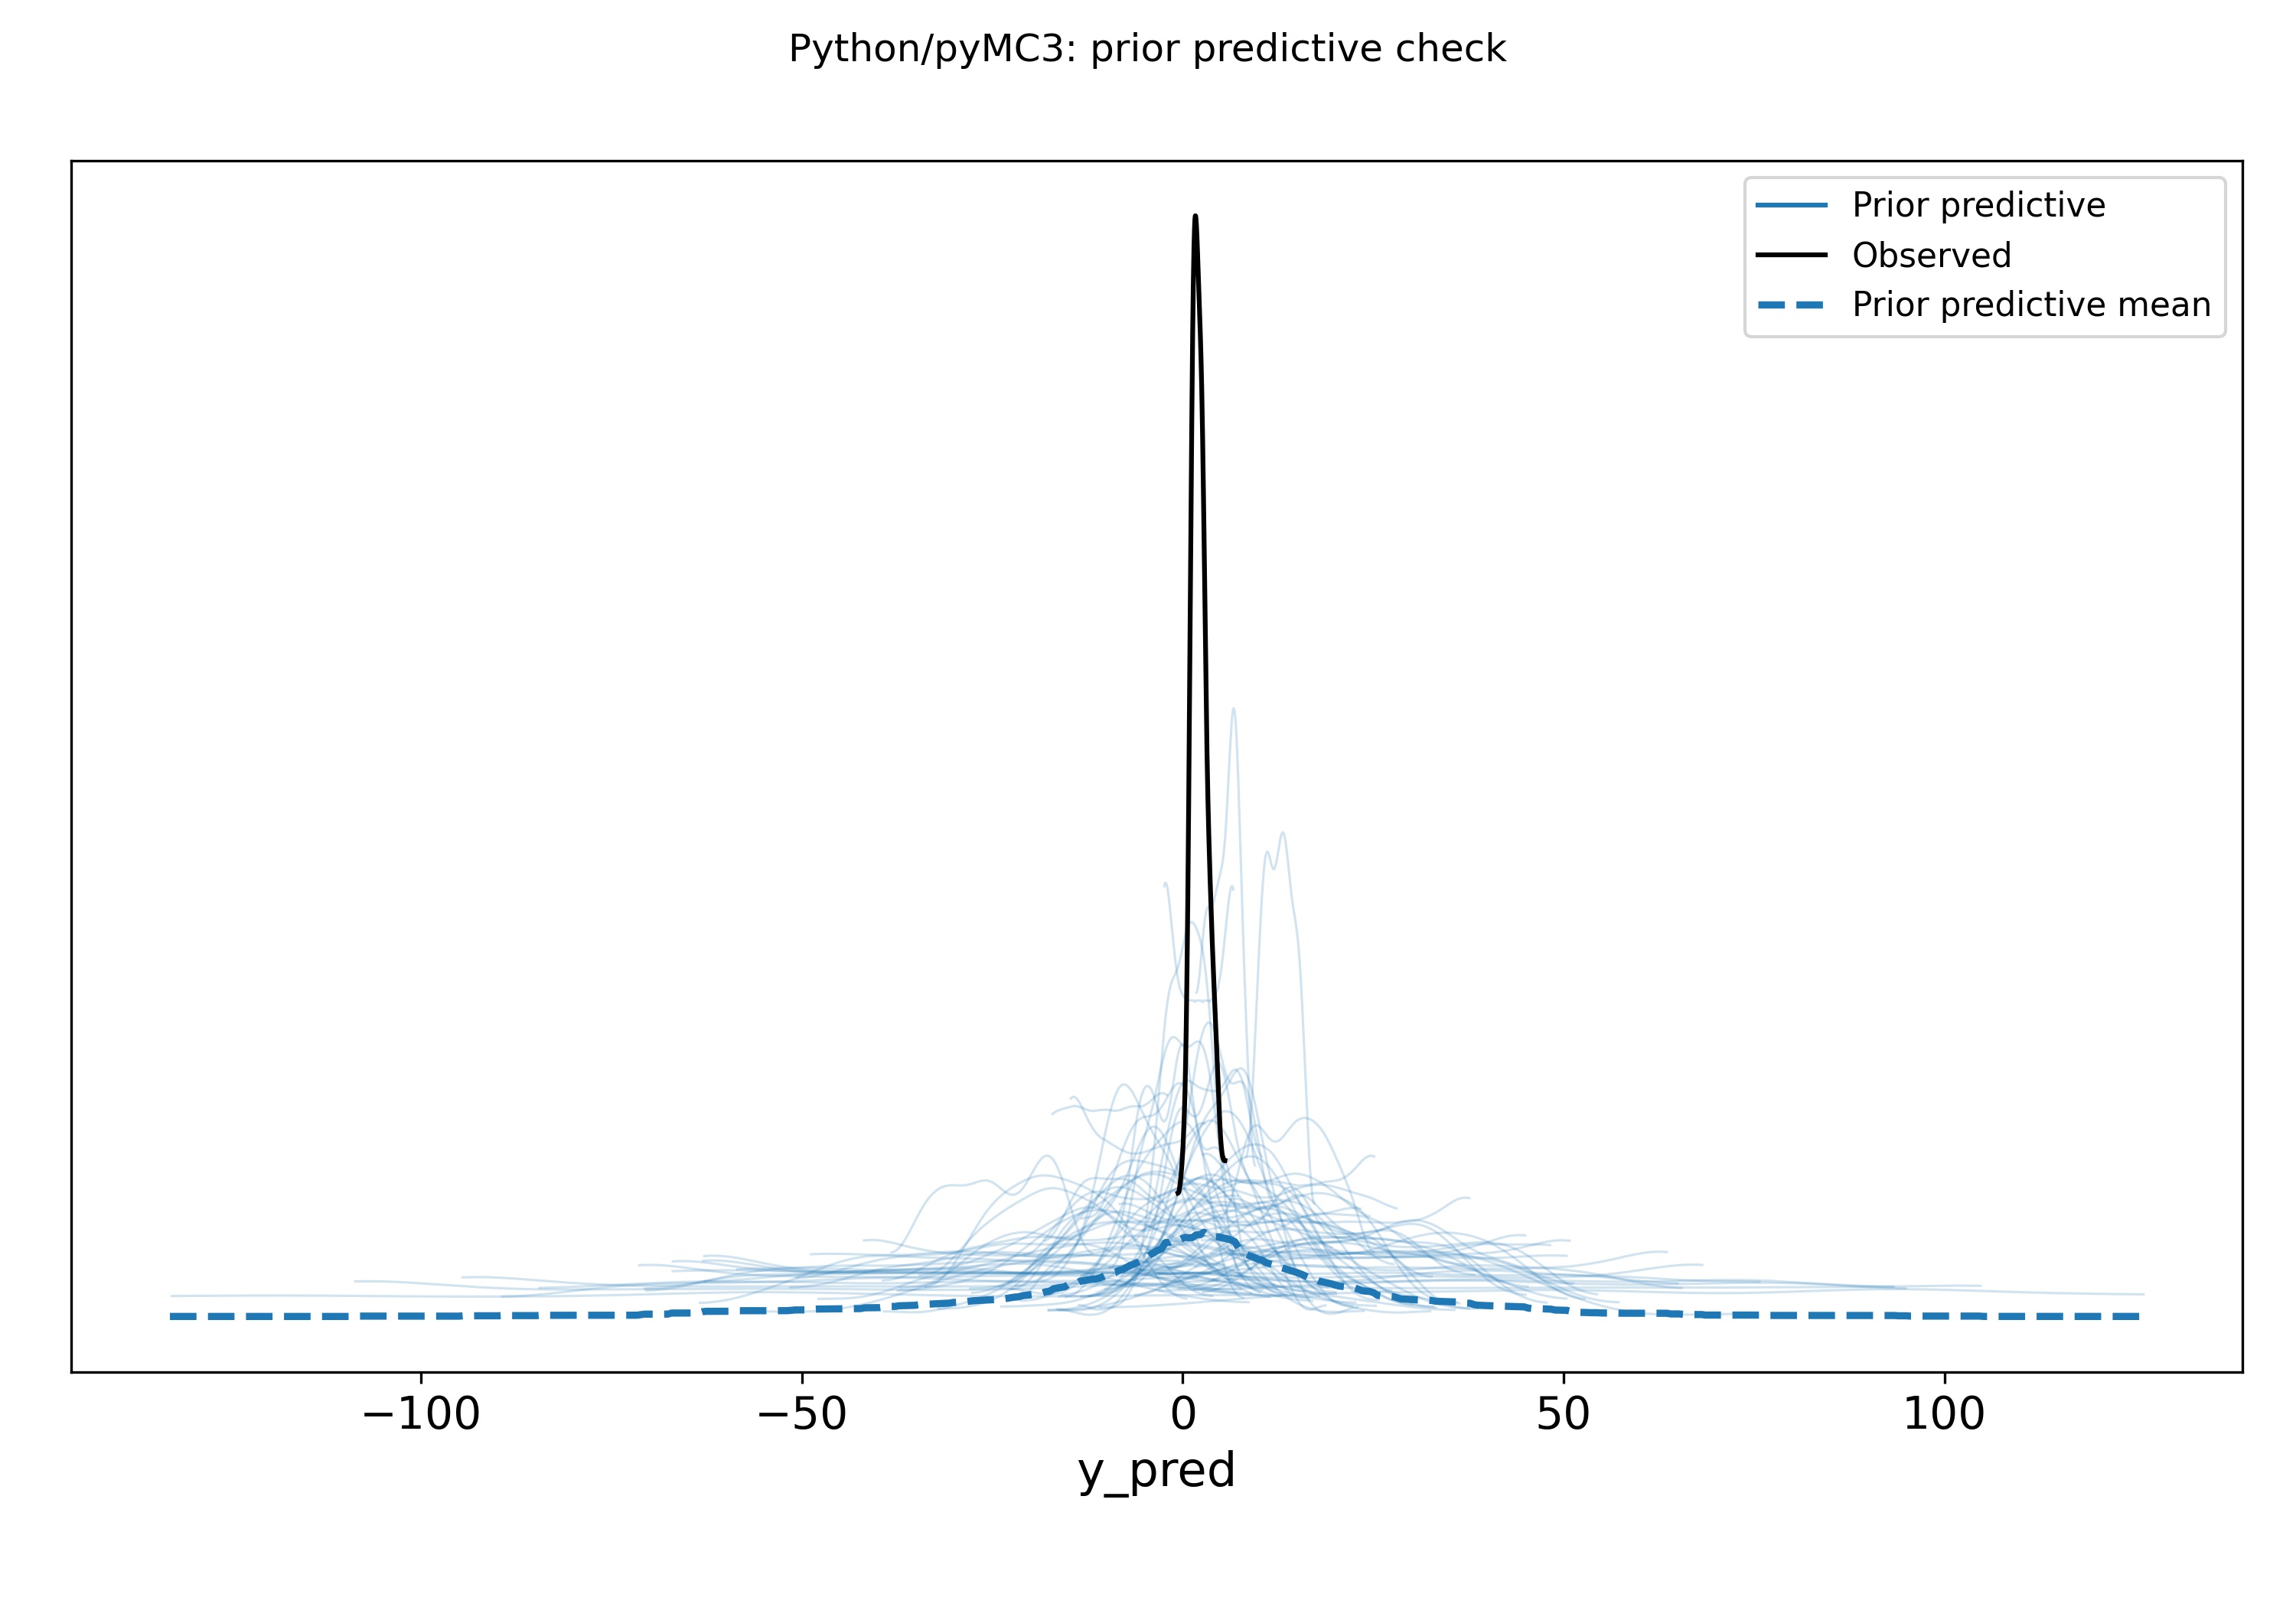 Python/pyMC3: prior predictive check
Prior predictive
Observed
Prior predictive mean
−100 −50 0 50 100
y_pred